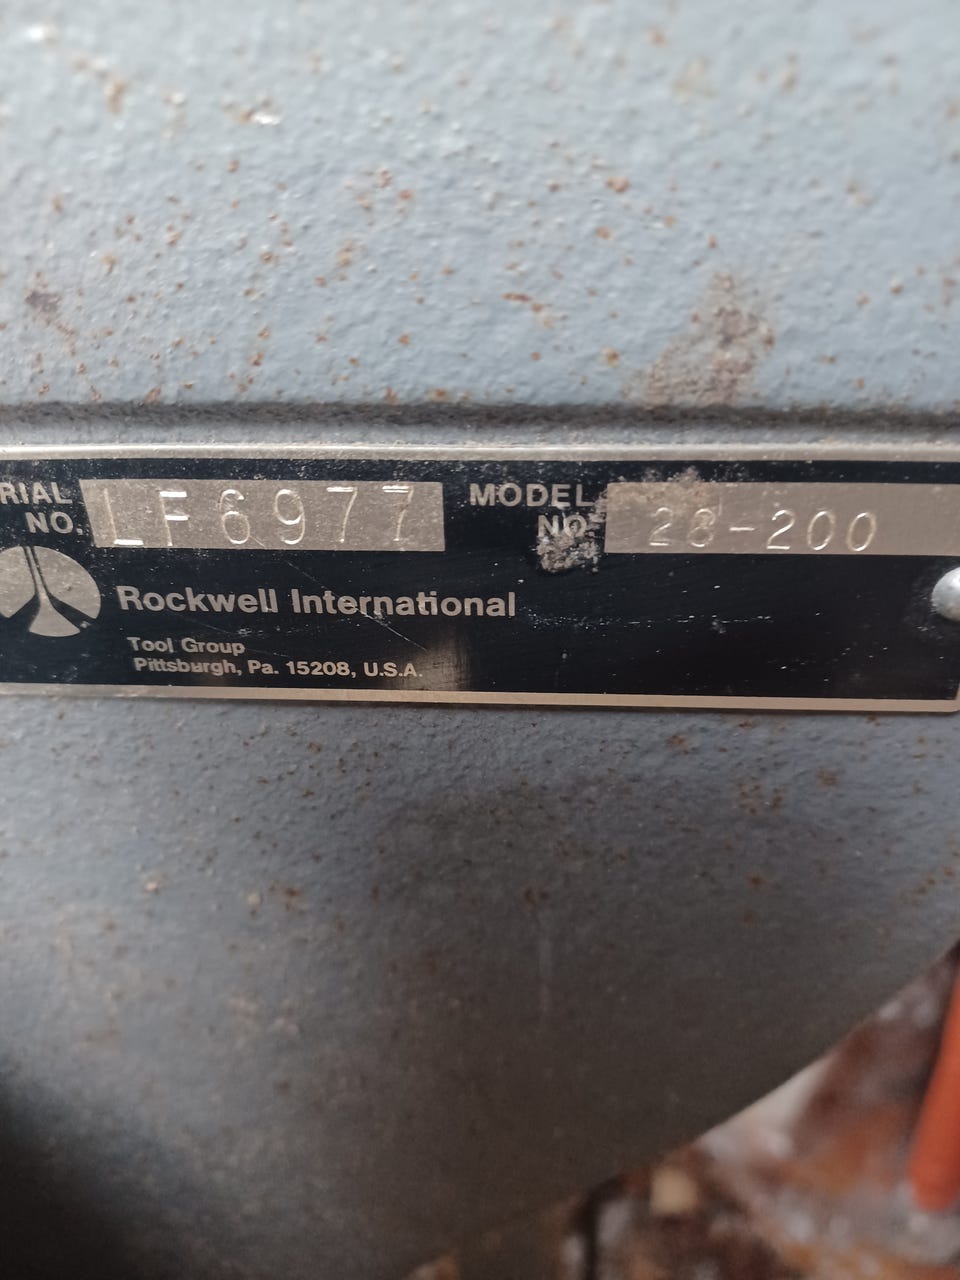 RIAL NO. LF6977 MODEL NO. 28-200
Rockwell International
Tool Group
Pittsburgh, Pa. 15208, U.S.A.